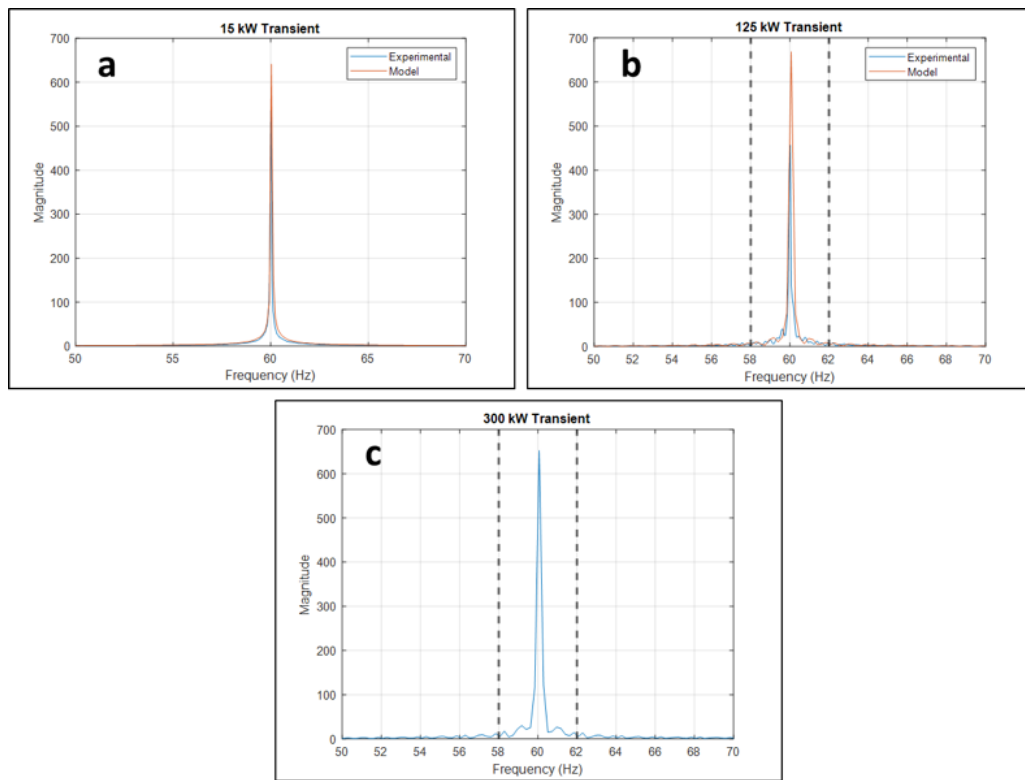 15 kW Transient
a
Experimental
Model
700
600
500
400
300
200
100
0
Magnitude
50 55 60 65 70
Frequency (Hz)
125 kW Transient
b
Experimental
Model
700
600
500
400
300
200
100
0
Magnitude
50 52 54 56 58 60 62 64 66 68 70
Frequency (Hz)
300 kW Transient
c
700
600
500
400
300
200
100
0
Magnitude
50 52 54 56 58 60 62 64 66 68 70
Frequency (Hz)